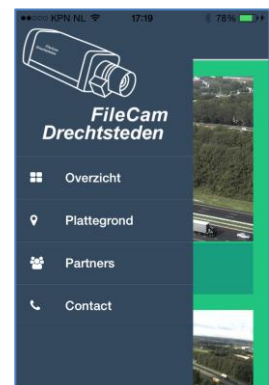 KPN NL 17:19 78%
FileCam
Drechtsteden
Overzicht
Plattegrond
Partners
Contact